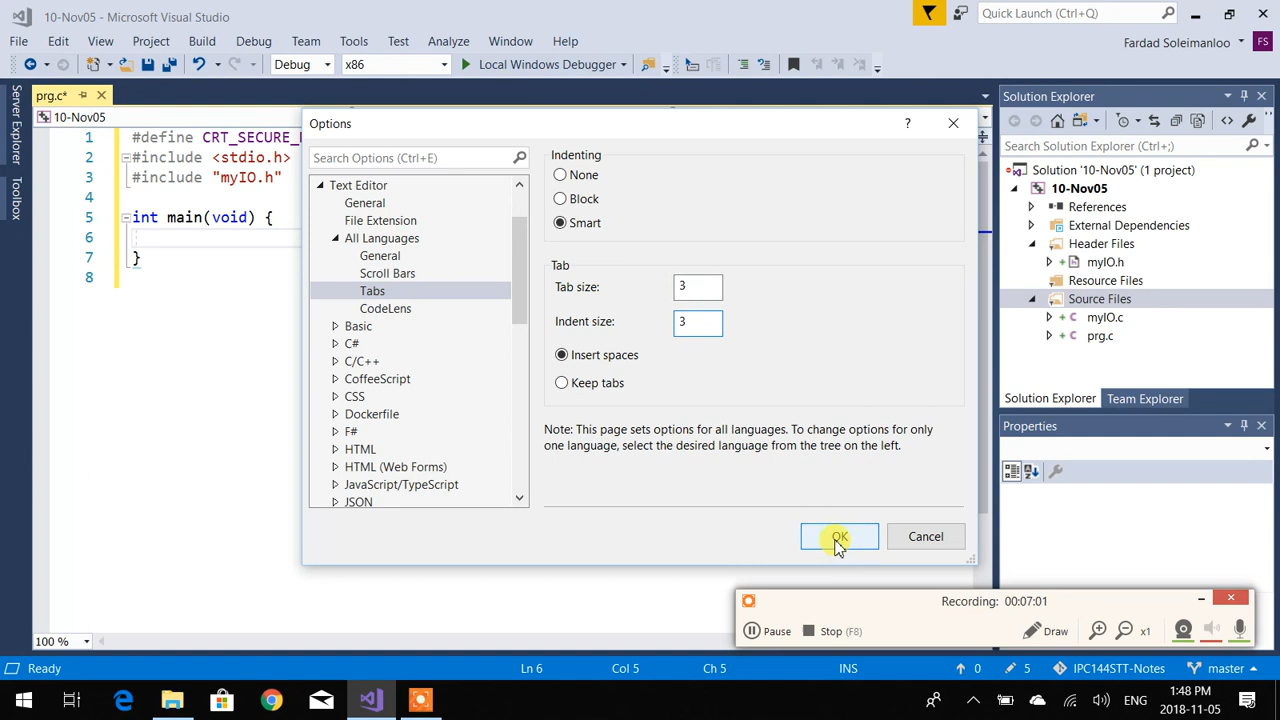 10-Nov05 - Microsoft Visual Studio
Quick Launch (Ctrl+Q)
File Edit View Project Build Debug Team Tools Test Analyze Window Help
Fardad Soleimanloo FS
Debug x86 Local Windows Debugger
Server Explorer
Toolbox
prg.c*
10-Nov05
1 #define CRT_SECURE_
2 #include <stdio.h>
3 #include "myIO.h"
4
5 int main(void) {
6
7 }
8
100 %
Options
Search Options (Ctrl+E)
Text Editor
General
File Extension
All Languages
General
Scroll Bars
Tabs
CodeLens
Basic
C#
C/C++
CoffeeScript
CSS
Dockerfile
F#
HTML
HTML (Web Forms)
JavaScript/TypeScript
JSON
Indenting
None
Block
Smart
Tab
Tab size: 3
Indent size: 3
Insert spaces
Keep tabs
Note: This page sets options for all languages. To change options for only
one language, select the desired language from the tree on the left.
OK Cancel
Solution Explorer
Search Solution Explorer (Ctrl+;)
Solution '10-Nov05' (1 project)
10-Nov05
References
External Dependencies
Header Files
myIO.h
Resource Files
Source Files
myIO.c
prg.c
Solution Explorer Team Explorer
Properties
Recording: 00:07:01
Pause Stop (F8) Draw x1
Ready Ln 6 Col 5 Ch 5 INS 0 5 IPC144STT-Notes master
ENG 1:48 PM
2018-11-05